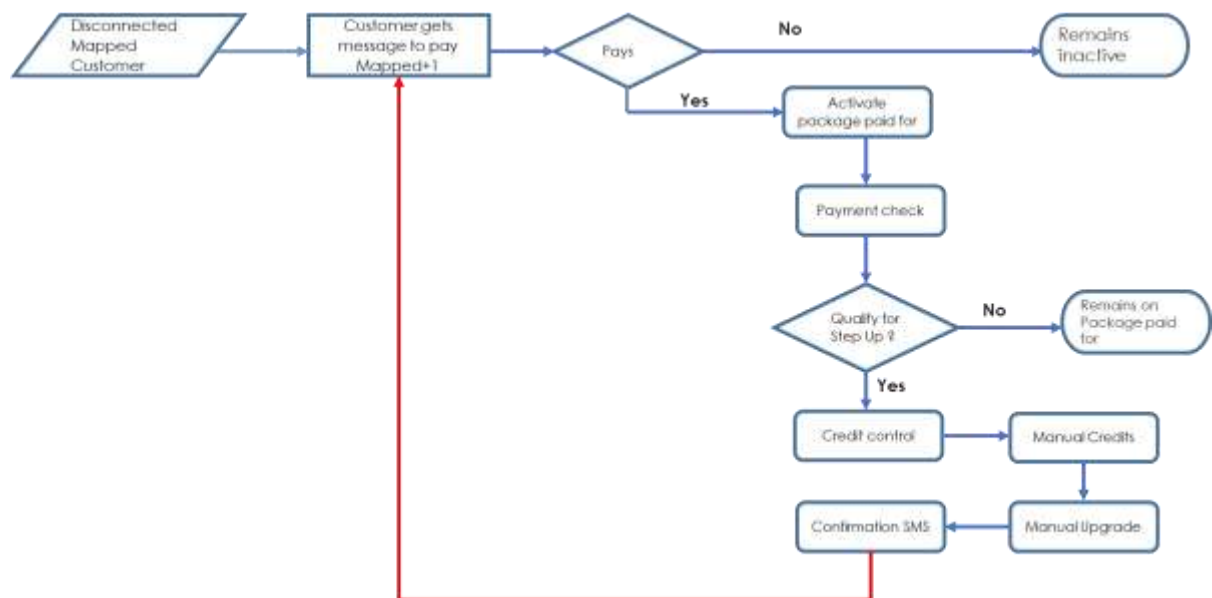 Disconnected
Mapped
Customer
Customer gets
message to pay
Mapped+1
Pays
No
Remains
inactive
Yes
Activate
package paid for
Payment check
Qualify for
Step Up ?
No
Remains on
Package paid
for
Yes
Credit control
Manual Credits
Confirmation SMS
Manual Upgrade